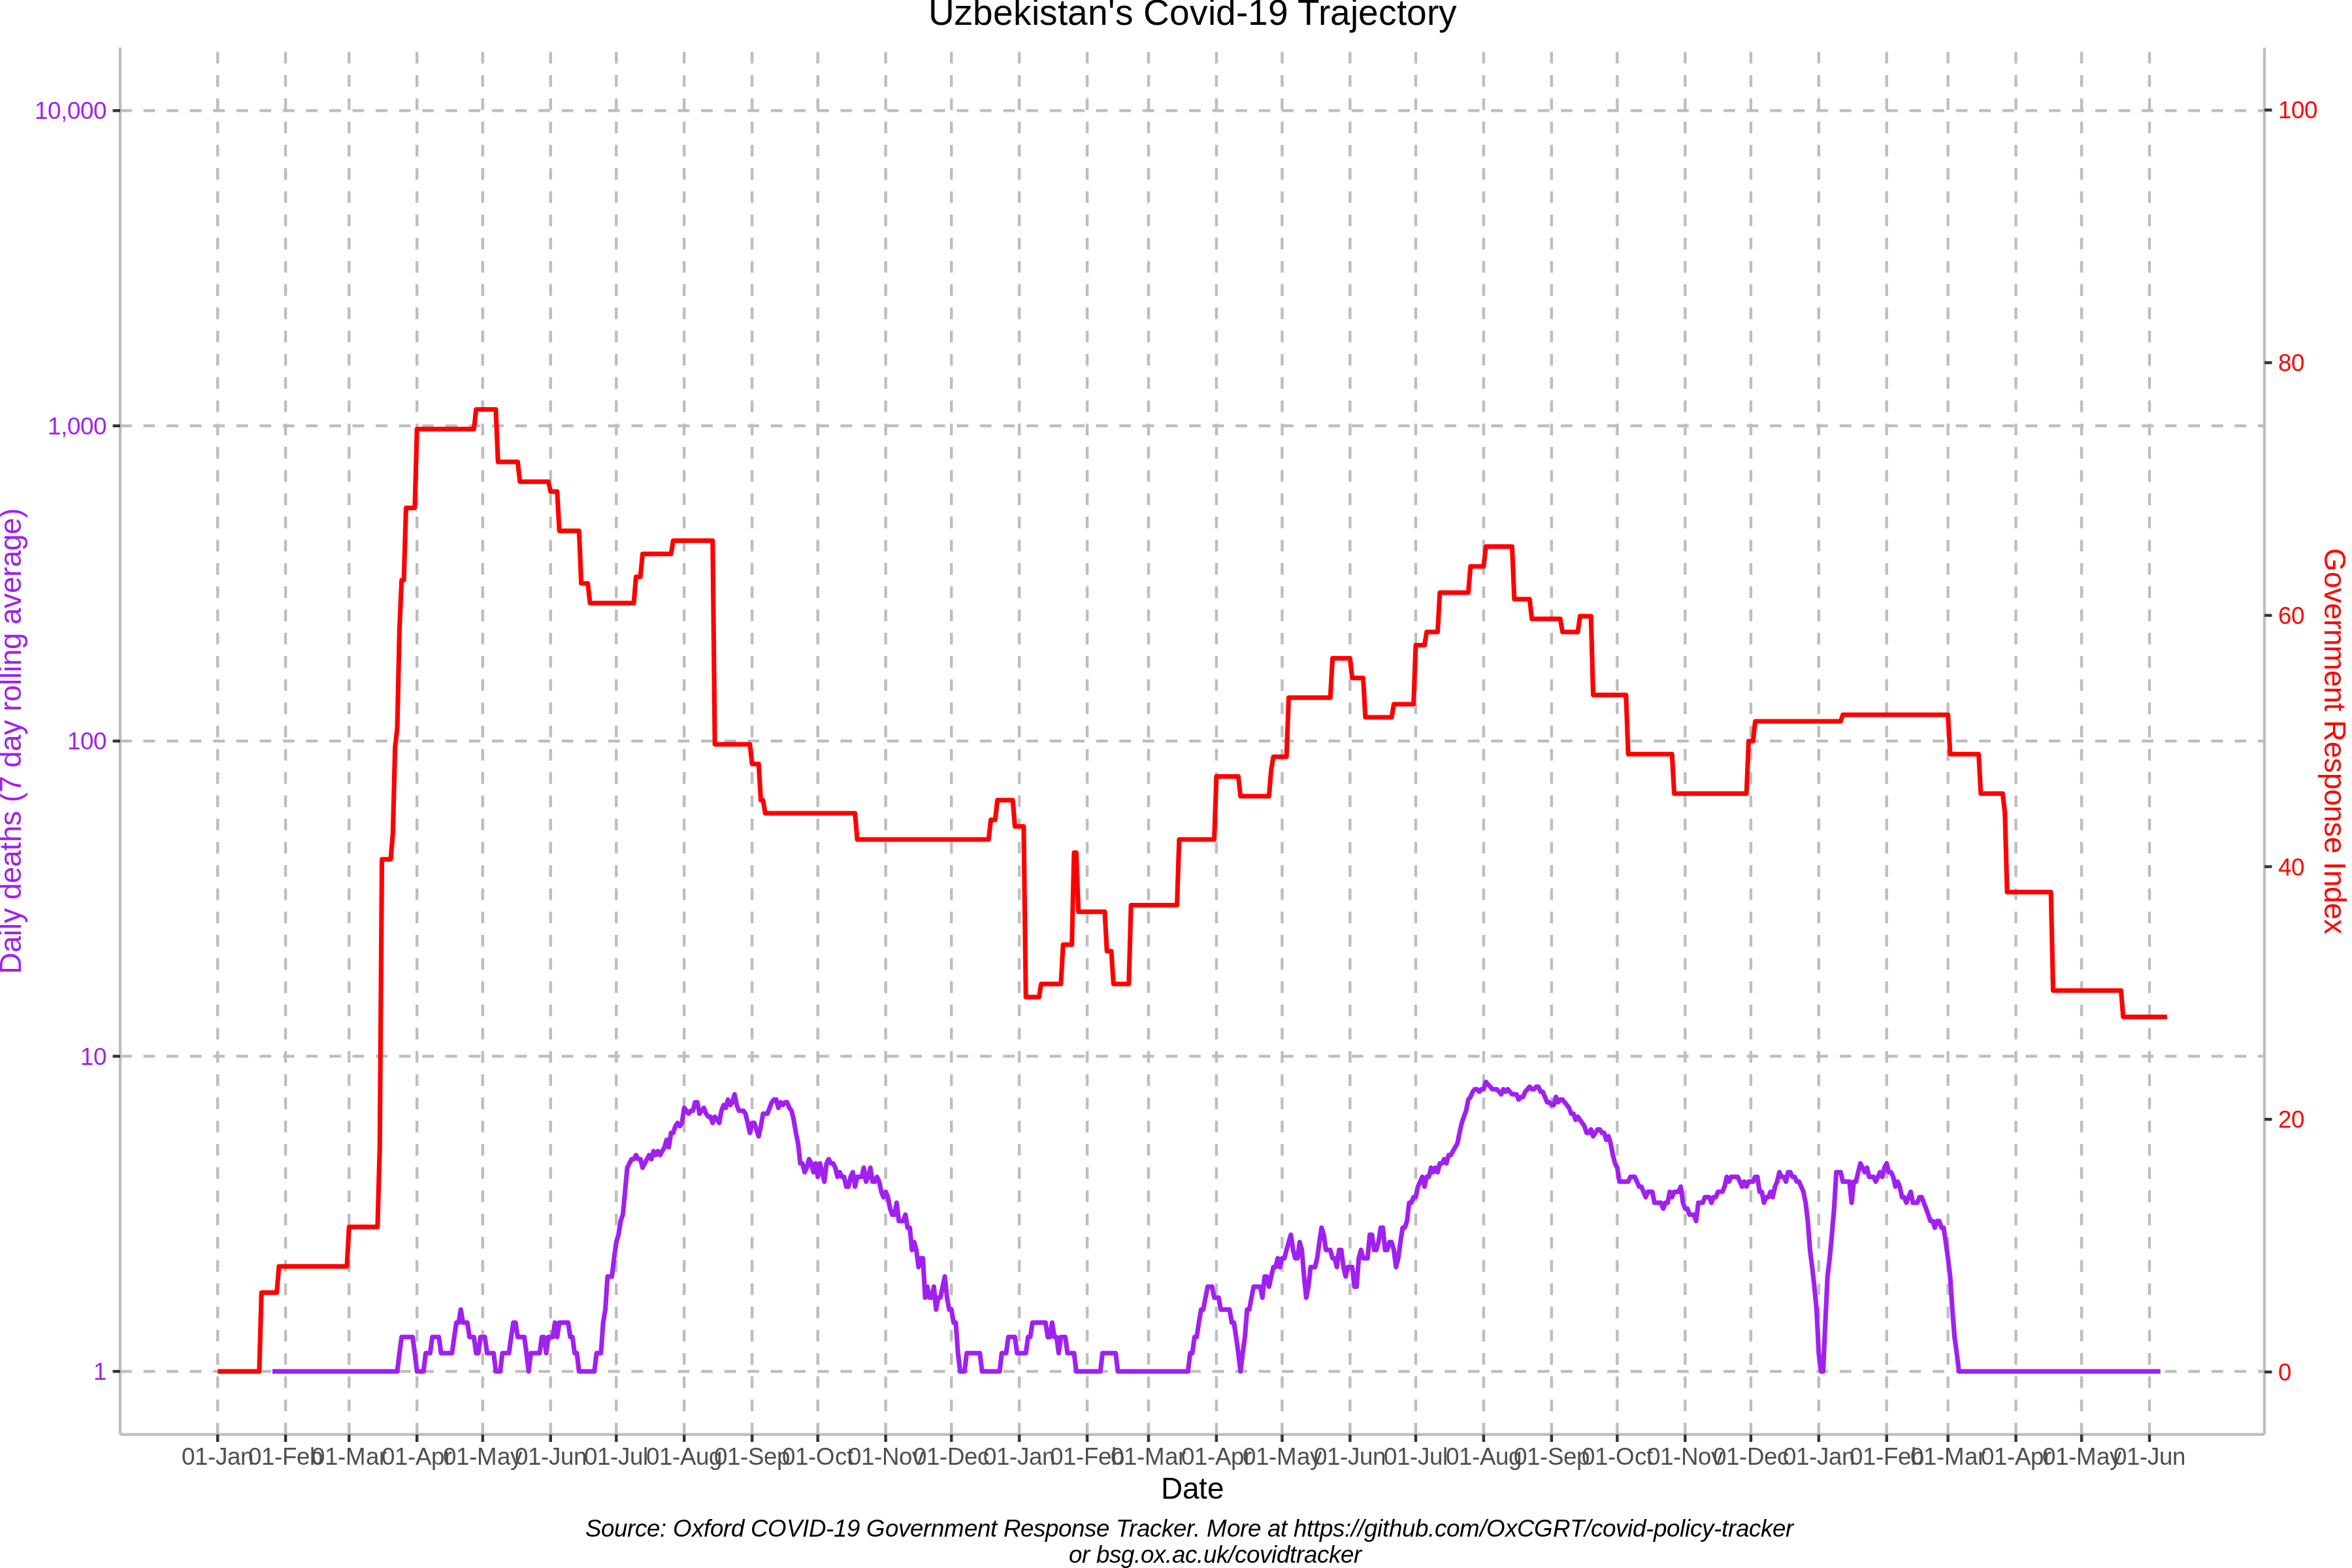 Uzbekistan's Covid-19 Trajectory
10,000
1,000
100
10
1
Daily deaths (7 day rolling average)
100
80
60
40
20
0
Government Response Index
01-Jan 01-Feb 01-Mar 01-Apr 01-May 01-Jun 01-Jul 01-Aug 01-Sep 01-Oct 01-Nov 01-Dec 01-Jan 01-Feb 01-Mar 01-Apr 01-May 01-Jun 01-Jul 01-Aug 01-Sep 01-Oct 01-Nov 01-Dec 01-Jan 01-Feb 01-Mar 01-Apr 01-May 01-Jun
Date
Source: Oxford COVID-19 Government Response Tracker. More at https://github.com/OxCGRT/covid-policy-tracker
or bsg.ox.ac.uk/covidtracker